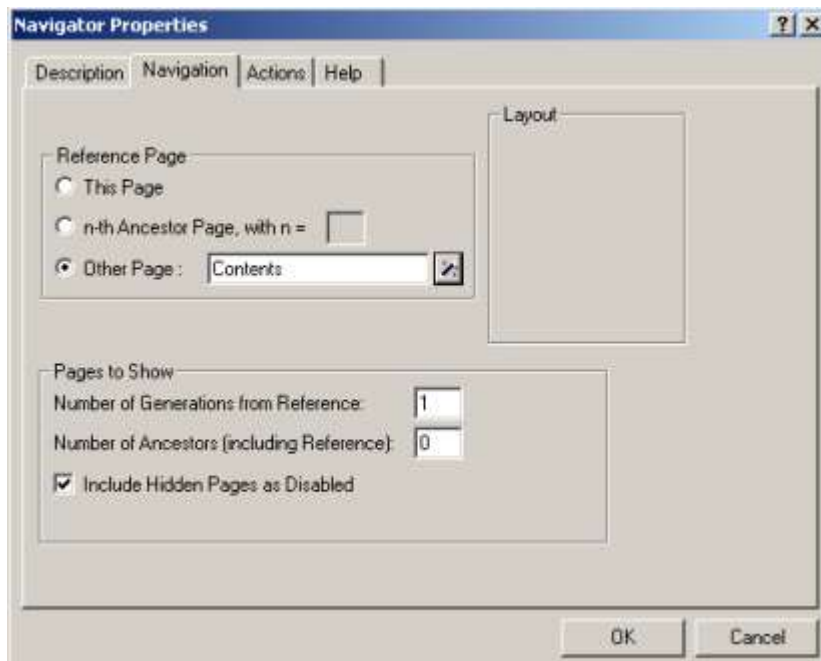 Navigator Properties
Description Navigation Actions Help
Layout
Reference Page
This Page
n-th Ancestor Page, with n =
Other Page : Contents
Pages to Show
Number of Generations from Reference: 1
Number of Ancestors (including Reference): 0
Include Hidden Pages as Disabled
OK Cancel